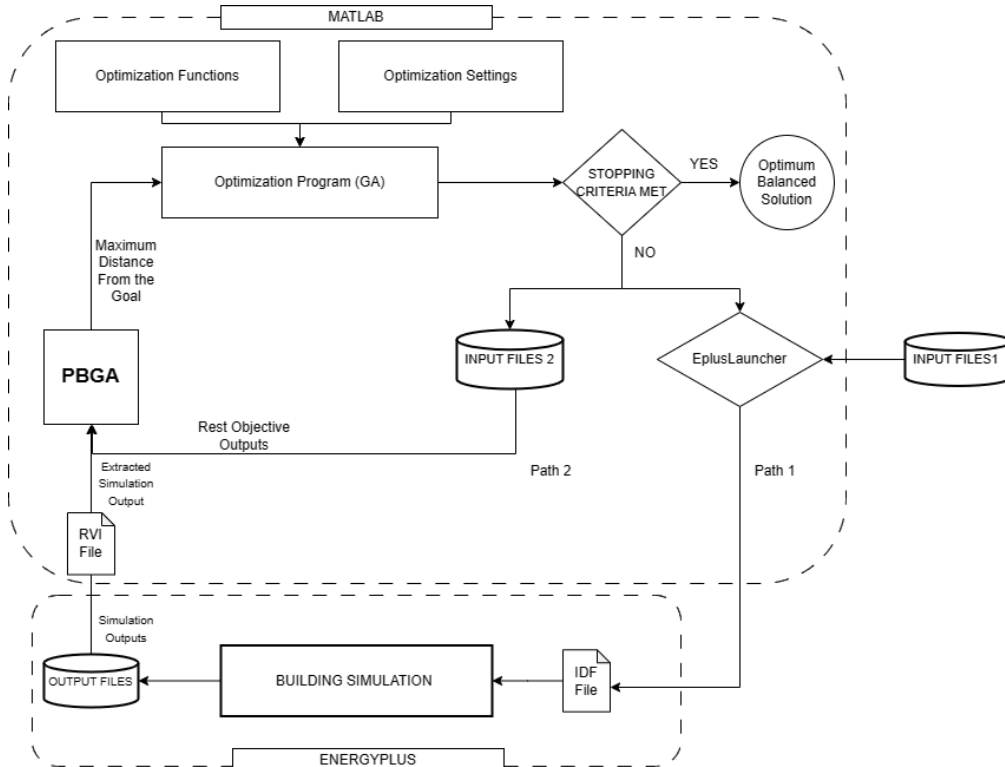 MATLAB
Optimization Functions
Optimization Settings
Optimization Program (GA)
STOPPING
CRITERIA MET
YES
Optimum
Balanced
Solution
NO
Maximum
Distance
From the
Goal
PBGA
INPUT FILES 2
EplusLauncher
INPUT FILES1
Rest Objective
Outputs
Path 2
Path 1
Extracted
Simulation
Output
RVI
File
Simulation
Outputs
OUTPUT FILES
BUILDING SIMULATION
IDF
File
ENERGYPLUS